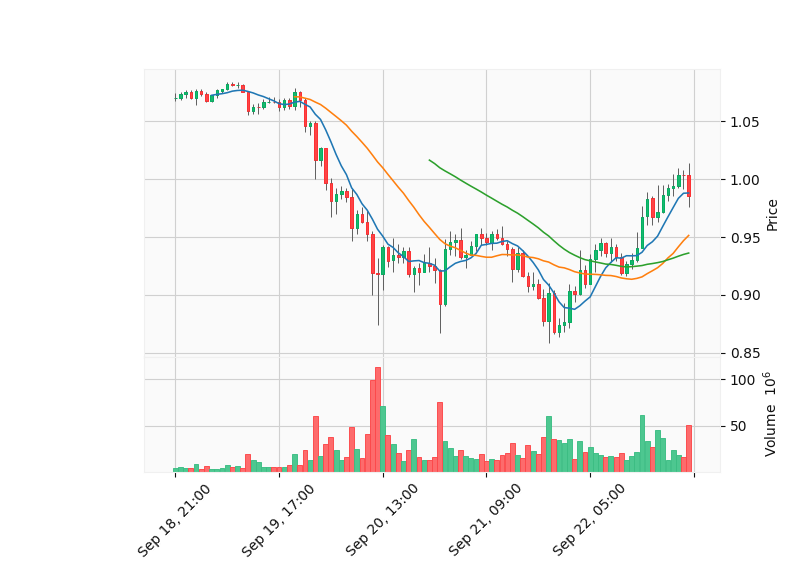 1.05
1.00
0.95
0.90
0.85
Price
100
50
Volume 10^6
Sep 18, 21:00
Sep 19, 17:00
Sep 20, 13:00
Sep 21, 09:00
Sep 22, 05:00